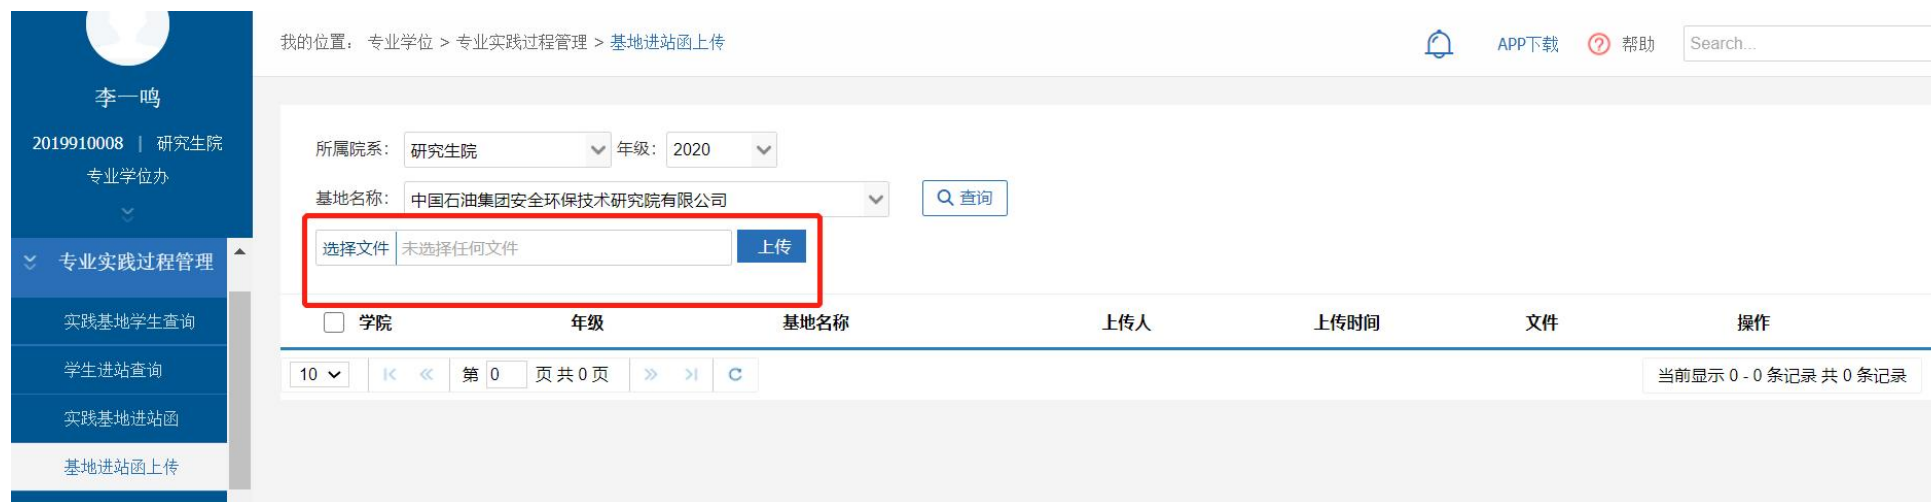 我的位置： 专业学位 > 专业实践过程管理 > 基地进站函上传
APP下载
帮助
Search...
李一鸣
2019910008 | 研究生院
专业学位办
专业实践过程管理
实践基地学生查询
学生进站查询
实践基地进站函
基地进站函上传
所属院系： 研究生院 年级： 2020
基地名称： 中国石油集团安全环保技术研究院有限公司 查询
选择文件 未选择任何文件 上传
学院 年级 基地名称 上传人 上传时间 文件 操作
10 第 0 页 共 0 页 当前显示 0 - 0 条记录 共 0 条记录